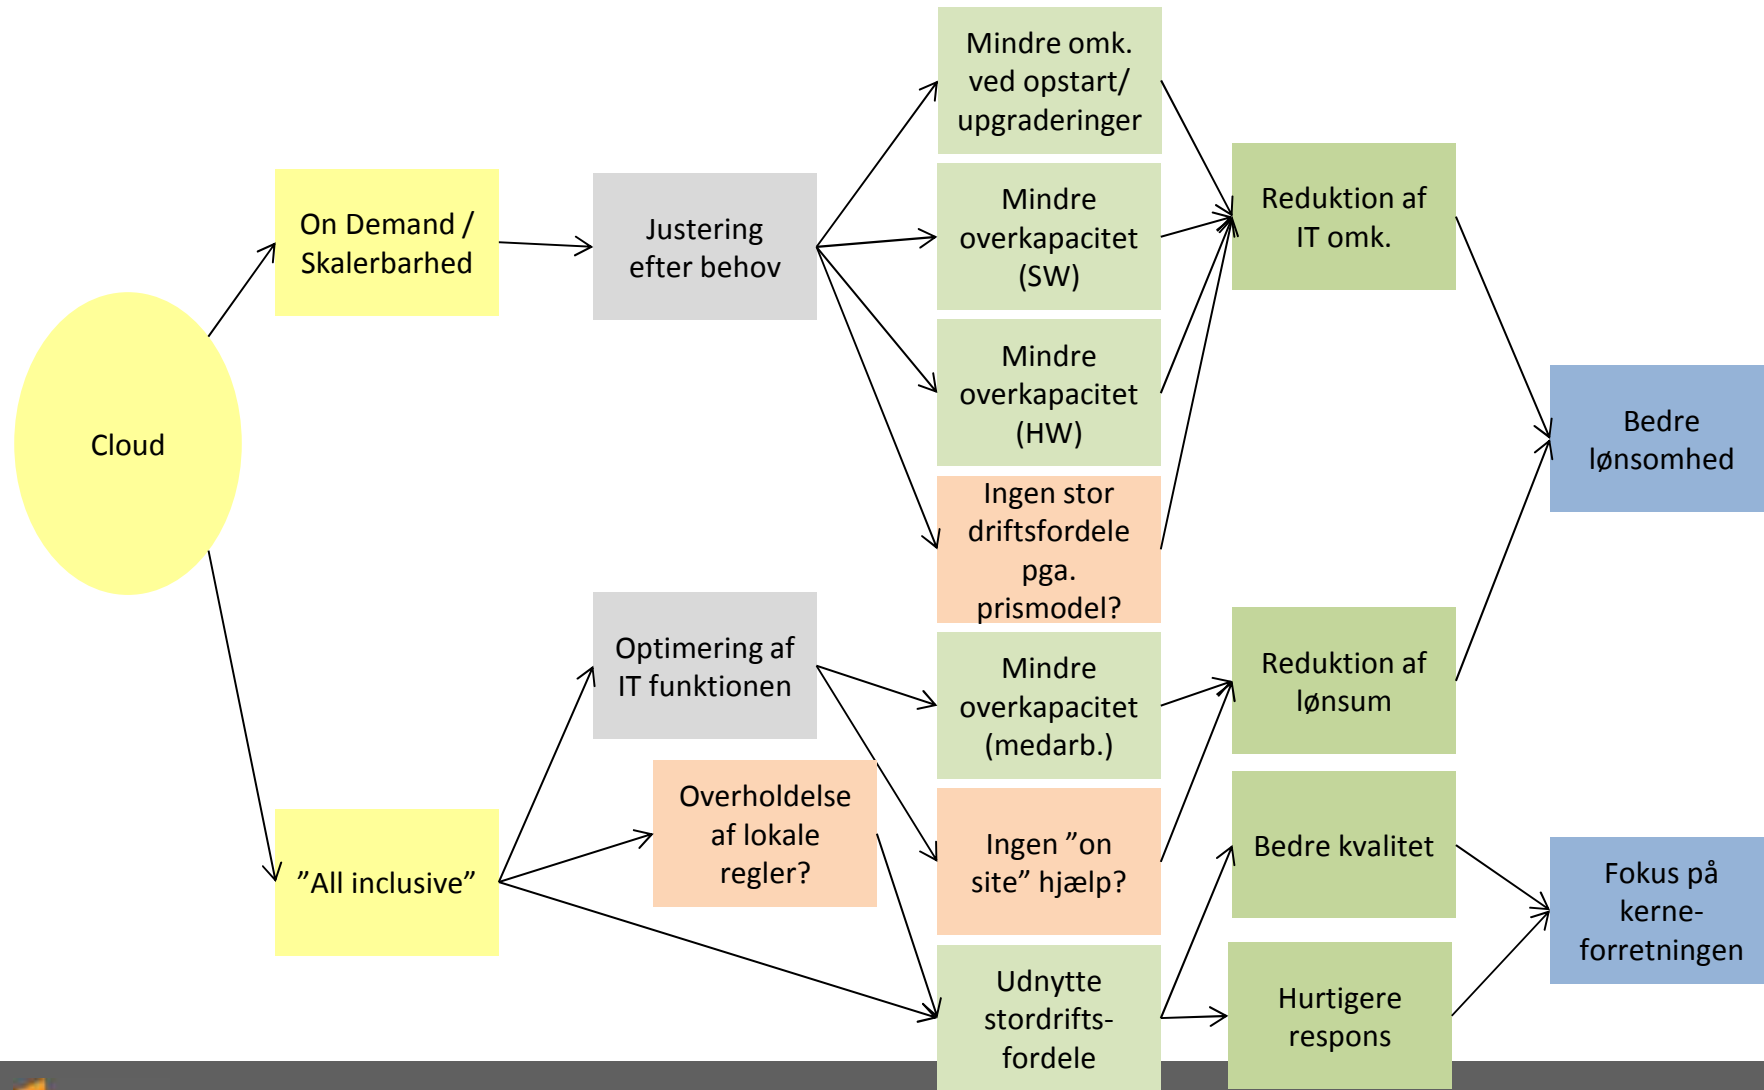 Cloud
On Demand /
Skalerbarhed
"All inclusive"
Justering
efter behov
Optimering af
IT funktionen
Overholdelse
af lokale
regler?
Mindre omk.
ved opstart/
upgraderinger
Mindre
overkapacitet
(SW)
Mindre
overkapacitet
(HW)
Ingen stor
driftsfordele
pga.
prismodel?
Mindre
overkapacitet
(medarb.)
Ingen ”on
site” hjælp?
Udnytte
stordrifts-
fordele
Reduktion af
IT omk.
Reduktion af
lønsum
Bedre kvalitet
Hurtigere
respons
Bedre
lønsomhed
Fokus på
kerne-
forretningen